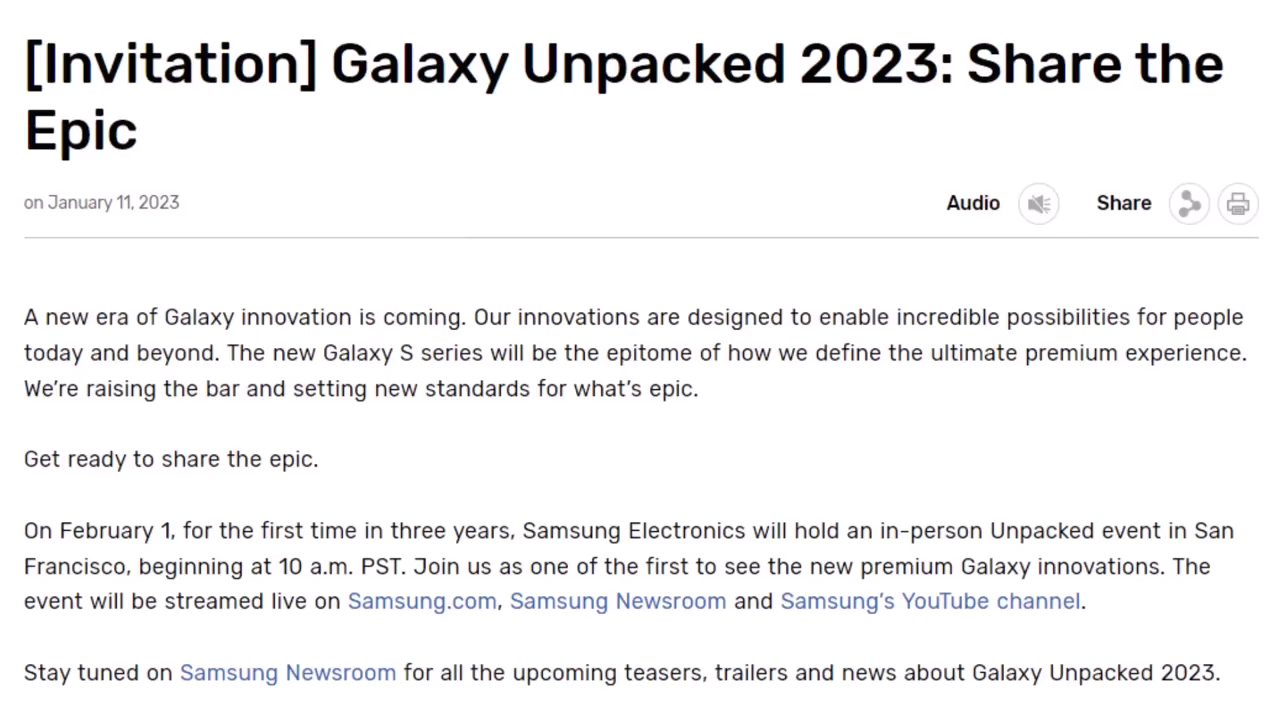 [Invitation] Galaxy Unpacked 2023: Share the
Epic
on January 11, 2023
Audio
Share
A new era of Galaxy innovation is coming. Our innovations are designed to enable incredible possibilities for people
today and beyond. The new Galaxy S series will be the epitome of how we define the ultimate premium experience.
We’re raising the bar and setting new standards for what’s epic.
Get ready to share the epic.
On February 1, for the first time in three years, Samsung Electronics will hold an in-person Unpacked event in San
Francisco, beginning at 10 a.m. PST. Join us as one of the first to see the new premium Galaxy innovations. The
event will be streamed live on Samsung.com, Samsung Newsroom and Samsung’s YouTube channel.
Stay tuned on Samsung Newsroom for all the upcoming teasers, trailers and news about Galaxy Unpacked 2023.